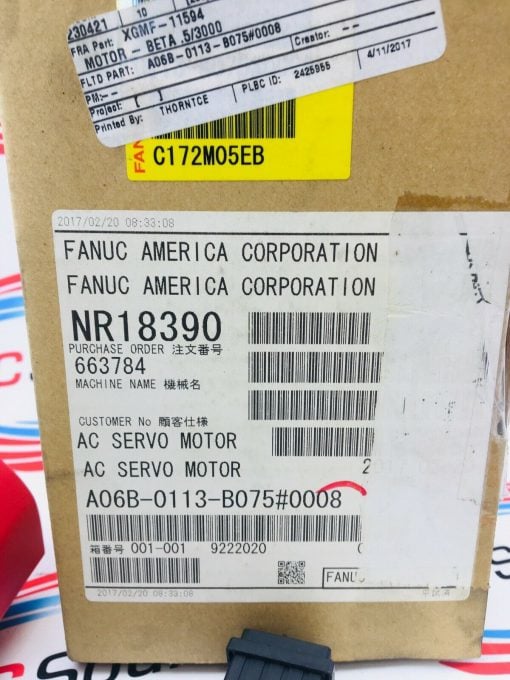 230421
FRA Part: XGMF-11594
MOTOR - BETA .5/3000
FLTD PART: A06B-0113-B075#0008
PM:--
Creator: --
Project: ( )
Printed By: THORNTCE
PLBC ID: 2425955
4/11/2017
FAN
C172M05EB
2017/02/20 08:33:08
FANUC AMERICA CORPORATION
FANUC AMERICA CORPORATION
NR18390
PURCHASE ORDER 注文番号
663784
MACHINE NAME 機械名
CUSTOMER No 顧客仕様
AC SERVO MOTOR
AC SERVO MOTOR 2
A06B-0113-B075#0008
箱番号 001-001 9222020
FANUC
2017/02/20 08:33:08